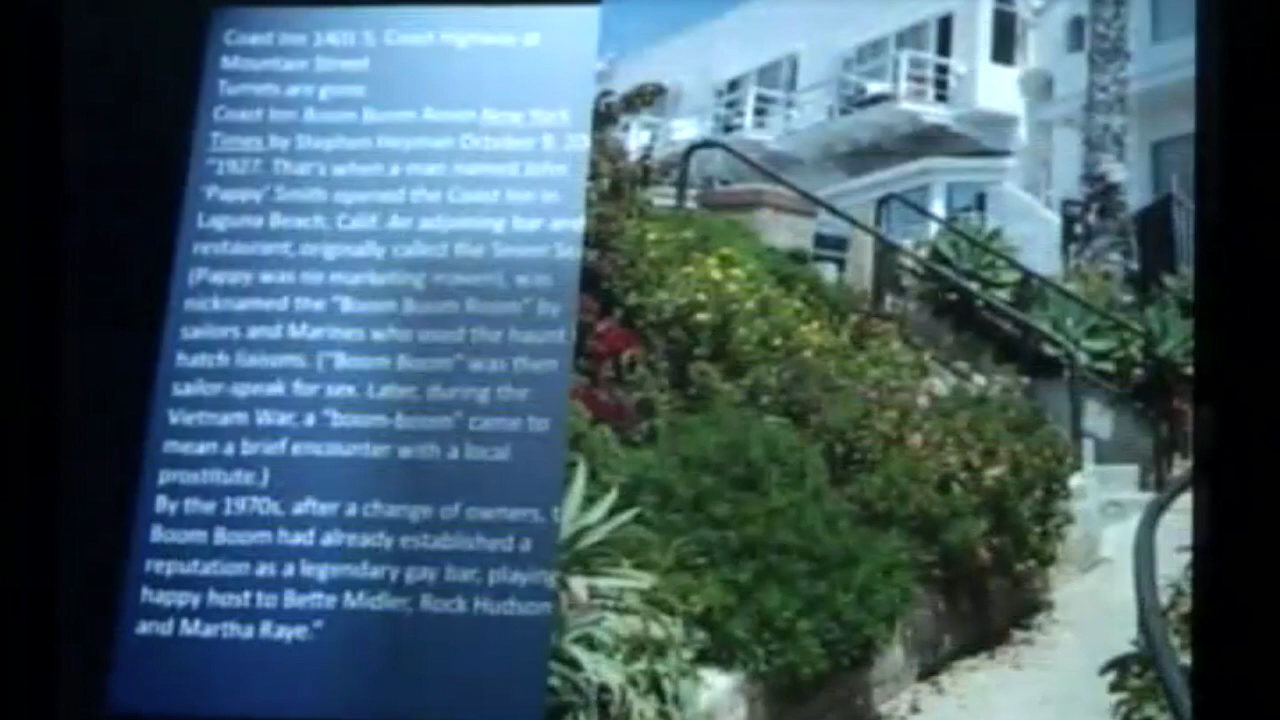 Coast Inn 1401 S. Coast Highway at
Mountain Street
Turrets are gone
Coast Inn Boom Boom Room New York
Times by Stephen Heyman October 9, 20
"1927. That's when a man named John
'Pappy' Smith opened the Coast Inn in
Laguna Beach, Calif. An adjoining bar and
restaurant, originally called the
(Pappy was no marketing maven), was
nicknamed the "Boom Boom Room" by
sailors and Marines who used the haunt
hatch liaisons. ("Boom Boom" was then
sailor-speak for sex. Later, during the
Vietnam War, a "boom-boom" came to
mean a brief encounter with a local
prostitute.)
By the 1970s, after a change of owners, t
Boom Boom had already established a
reputation as a legendary gay bar, playing
happy host to Bette Midler, Rock Hudson
and Martha Raye."